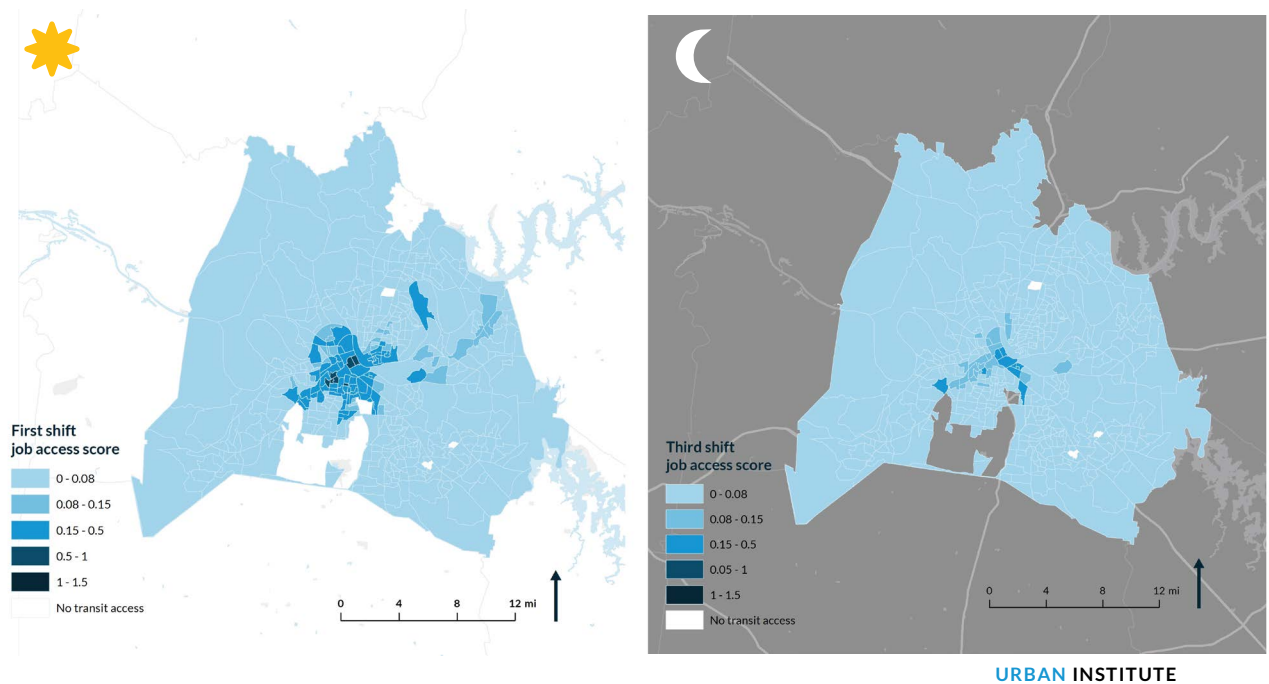 First shift
job access score
0 - 0.08
0.08 - 0.15
0.15 - 0.5
0.5 - 1
1 - 1.5
No transit access
0 4 8 12 mi
Third shift
job access score
0 - 0.08
0.08 - 0.15
0.15 - 0.5
0.05 - 1
1 - 1.5
No transit access
0 4 8 12 mi
URBAN INSTITUTE